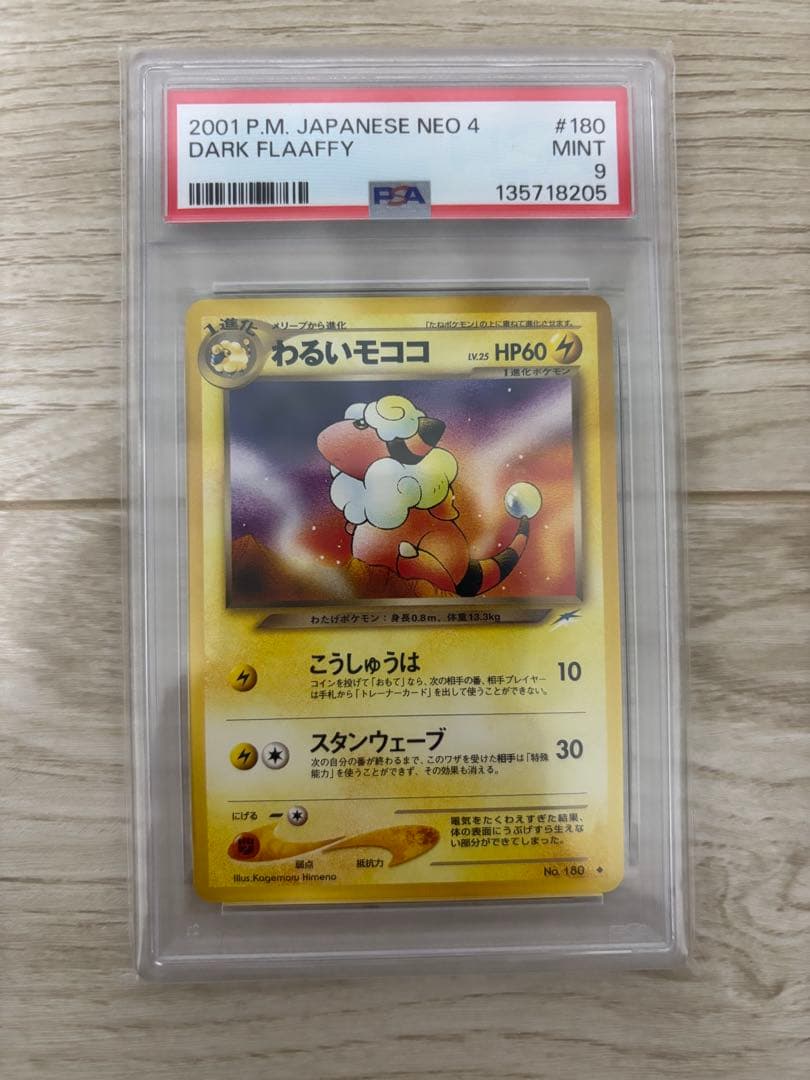 2001 P.M. JAPANESE NEO 4 #180
DARK FLAAFFY MINT
9
PSA 135718205
1進化
メリープから進化 「たねポケモン」の上に重ねて進化させます。
わるいモココ LV.25 HP60
1進化ポケモン
わたげポケモン:身長0.8m、体重13.3kg
こうしゅうは 10
コインを投げて「おもて」なら、次の相手の番、相手プレイヤー
は手札から「トレーナーカード」を出して使うことができない。
スタンウェーブ 30
次の自分の番が終わるまで、このワザを受けた相手は「特殊
能力」を使うことができず、その効果も消える。
にげる
弱点 抵抗力
電気をたくわえすぎた結果、
体の表面にうぶげすら生えな
い部分ができてしまった。
Illus.Kagemaru Himeno No. 180